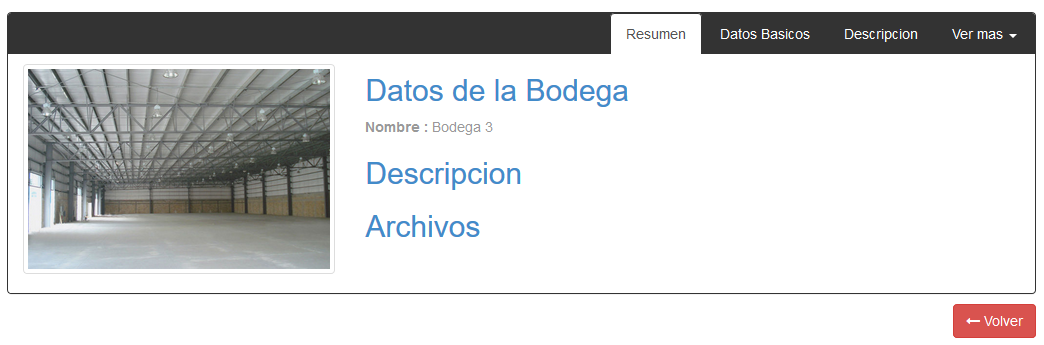 Resumen Datos Basicos Descripcion Ver mas
Datos de la Bodega
Nombre : Bodega 3
Descripcion
Archivos
Volver